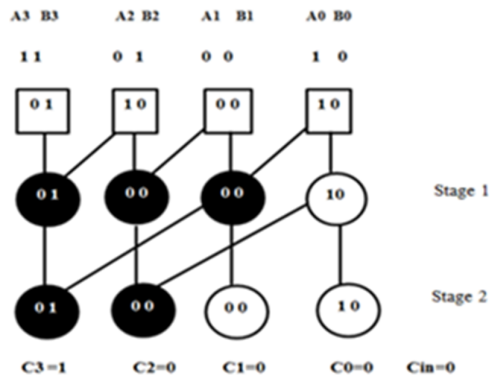 A3 B3 A2 B2 A1 B1 A0 B0
1 1 0 1 0 0 1 0
0 1 1 0 0 0 1 0
0 1 0 0 0 0 10 Stage 1
0 1 0 0 0 0 1 0 Stage 2
C3=1 C2=0 C1=0 C0=0 Cin=0